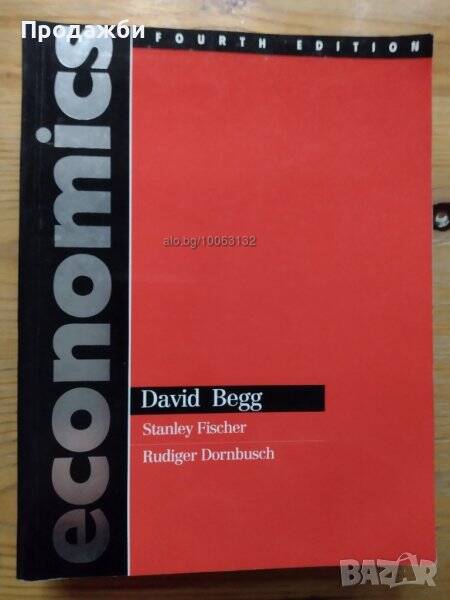 Продажби
FOURTH EDITION
economics
alo.bg/10063132
David Begg
Stanley Fischer
Rudiger Dornbusch
BAZAR